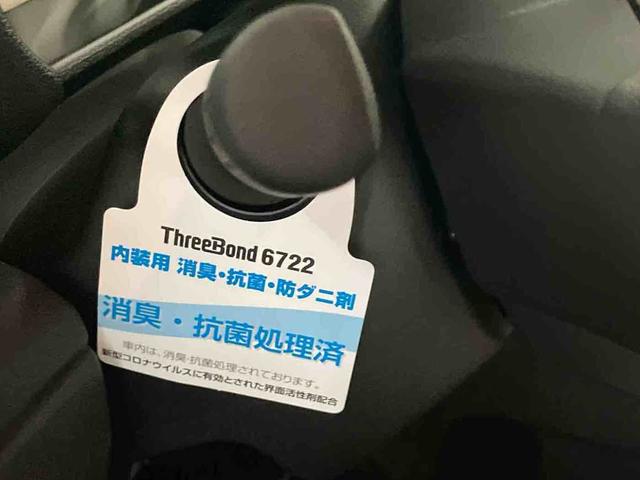 ThreeBond 6722
内装用 消臭・抗菌・防ダニ剤
消臭・抗菌処理済
車内は、消臭・抗菌処理されております。
新型コロナウイルスに有効とされた界面活性剤配合